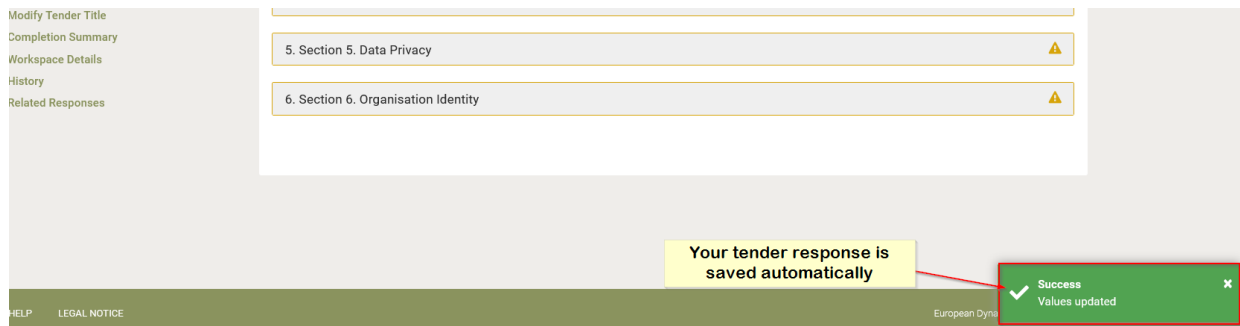 Modify Tender Title
Completion Summary
Workspace Details
History
Related Responses
5. Section 5. Data Privacy
6. Section 6. Organisation Identity
Your tender response is
saved automatically
Success
Values updated
HELP LEGAL NOTICE
European